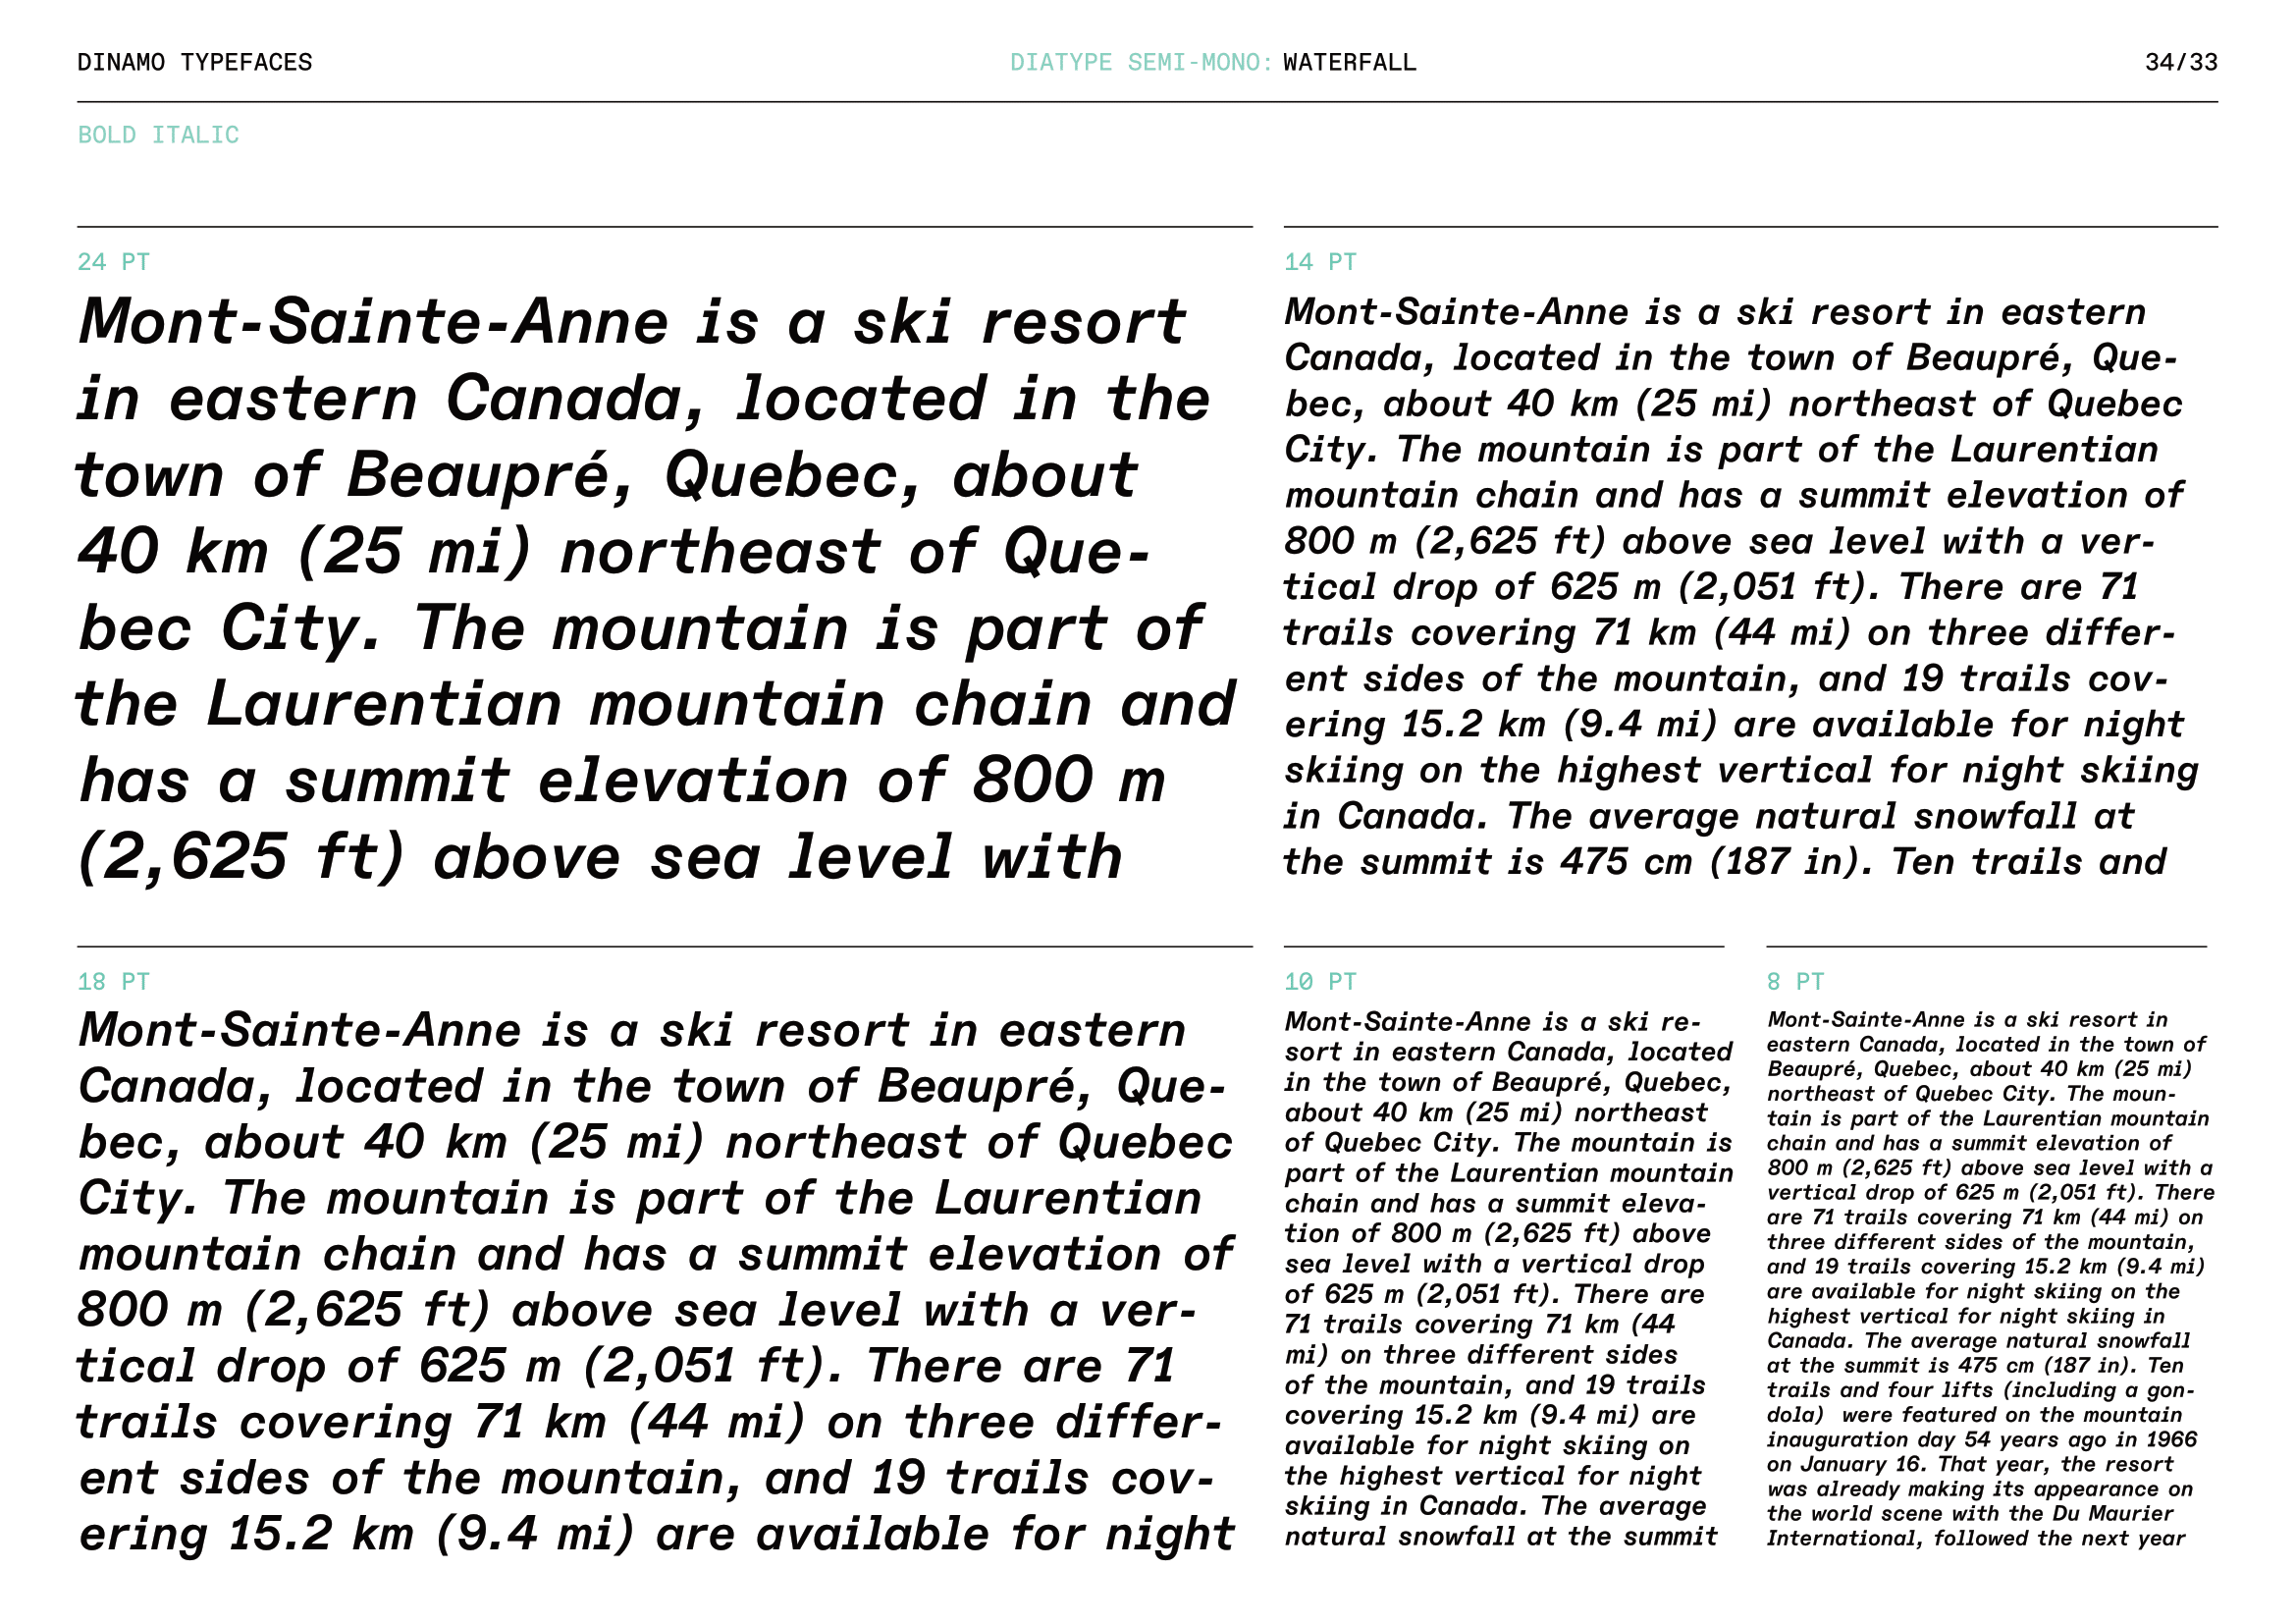 DINAMO TYPEFACES
DIATYPE SEMI-MONO: WATERFALL
34/33
BOLD ITALIC
24 PT
Mont-Sainte-Anne is a ski resort
in eastern Canada, located in the
town of Beaupré, Quebec, about
40 km (25 mi) northeast of Que-
bec City. The mountain is part of
the Laurentian mountain chain and
has a summit elevation of 800 m
(2,625 ft) above sea level with
14 PT
Mont-Sainte-Anne is a ski resort in eastern
Canada, located in the town of Beaupré, Que-
bec, about 40 km (25 mi) northeast of Quebec
City. The mountain is part of the Laurentian
mountain chain and has a summit elevation of
800 m (2,625 ft) above sea level with a ver-
tical drop of 625 m (2,051 ft). There are 71
trails covering 71 km (44 mi) on three differ-
ent sides of the mountain, and 19 trails cov-
ering 15.2 km (9.4 mi) are available for night
skiing on the highest vertical for night skiing
in Canada. The average natural snowfall at
the summit is 475 cm (187 in). Ten trails and
18 PT
Mont-Sainte-Anne is a ski resort in eastern
Canada, located in the town of Beaupré, Que-
bec, about 40 km (25 mi) northeast of Quebec
City. The mountain is part of the Laurentian
mountain chain and has a summit elevation of
800 m (2,625 ft) above sea level with a ver-
tical drop of 625 m (2,051 ft). There are 71
trails covering 71 km (44 mi) on three differ-
ent sides of the mountain, and 19 trails cov-
ering 15.2 km (9.4 mi) are available for night
10 PT
Mont-Sainte-Anne is a ski re-
sort in eastern Canada, located
in the town of Beaupré, Quebec,
about 40 km (25 mi) northeast
of Quebec City. The mountain is
part of the Laurentian mountain
chain and has a summit eleva-
tion of 800 m (2,625 ft) above
sea level with a vertical drop
of 625 m (2,051 ft). There are
71 trails covering 71 km (44
mi) on three different sides
of the mountain, and 19 trails
covering 15.2 km (9.4 mi) are
available for night skiing on
the highest vertical for night
skiing in Canada. The average
natural snowfall at the summit
8 PT
Mont-Sainte-Anne is a ski resort in
eastern Canada, located in the town of
Beaupré, Quebec, about 40 km (25 mi)
northeast of Quebec City. The moun-
tain is part of the Laurentian mountain
chain and has a summit elevation of
800 m (2,625 ft) above sea level with a
vertical drop of 625 m (2,051 ft). There
are 71 trails covering 71 km (44 mi) on
three different sides of the mountain,
and 19 trails covering 15.2 km (9.4 mi)
are available for night skiing on the
highest vertical for night skiing in
Canada. The average natural snowfall
at the summit is 475 cm (187 in). Ten
trails and four lifts (including a gon-
dola)  were featured on the mountain
inauguration day 54 years ago in 1966
on January 16. That year, the resort
was already making its appearance on
the world scene with the Du Maurier
International, followed the next year